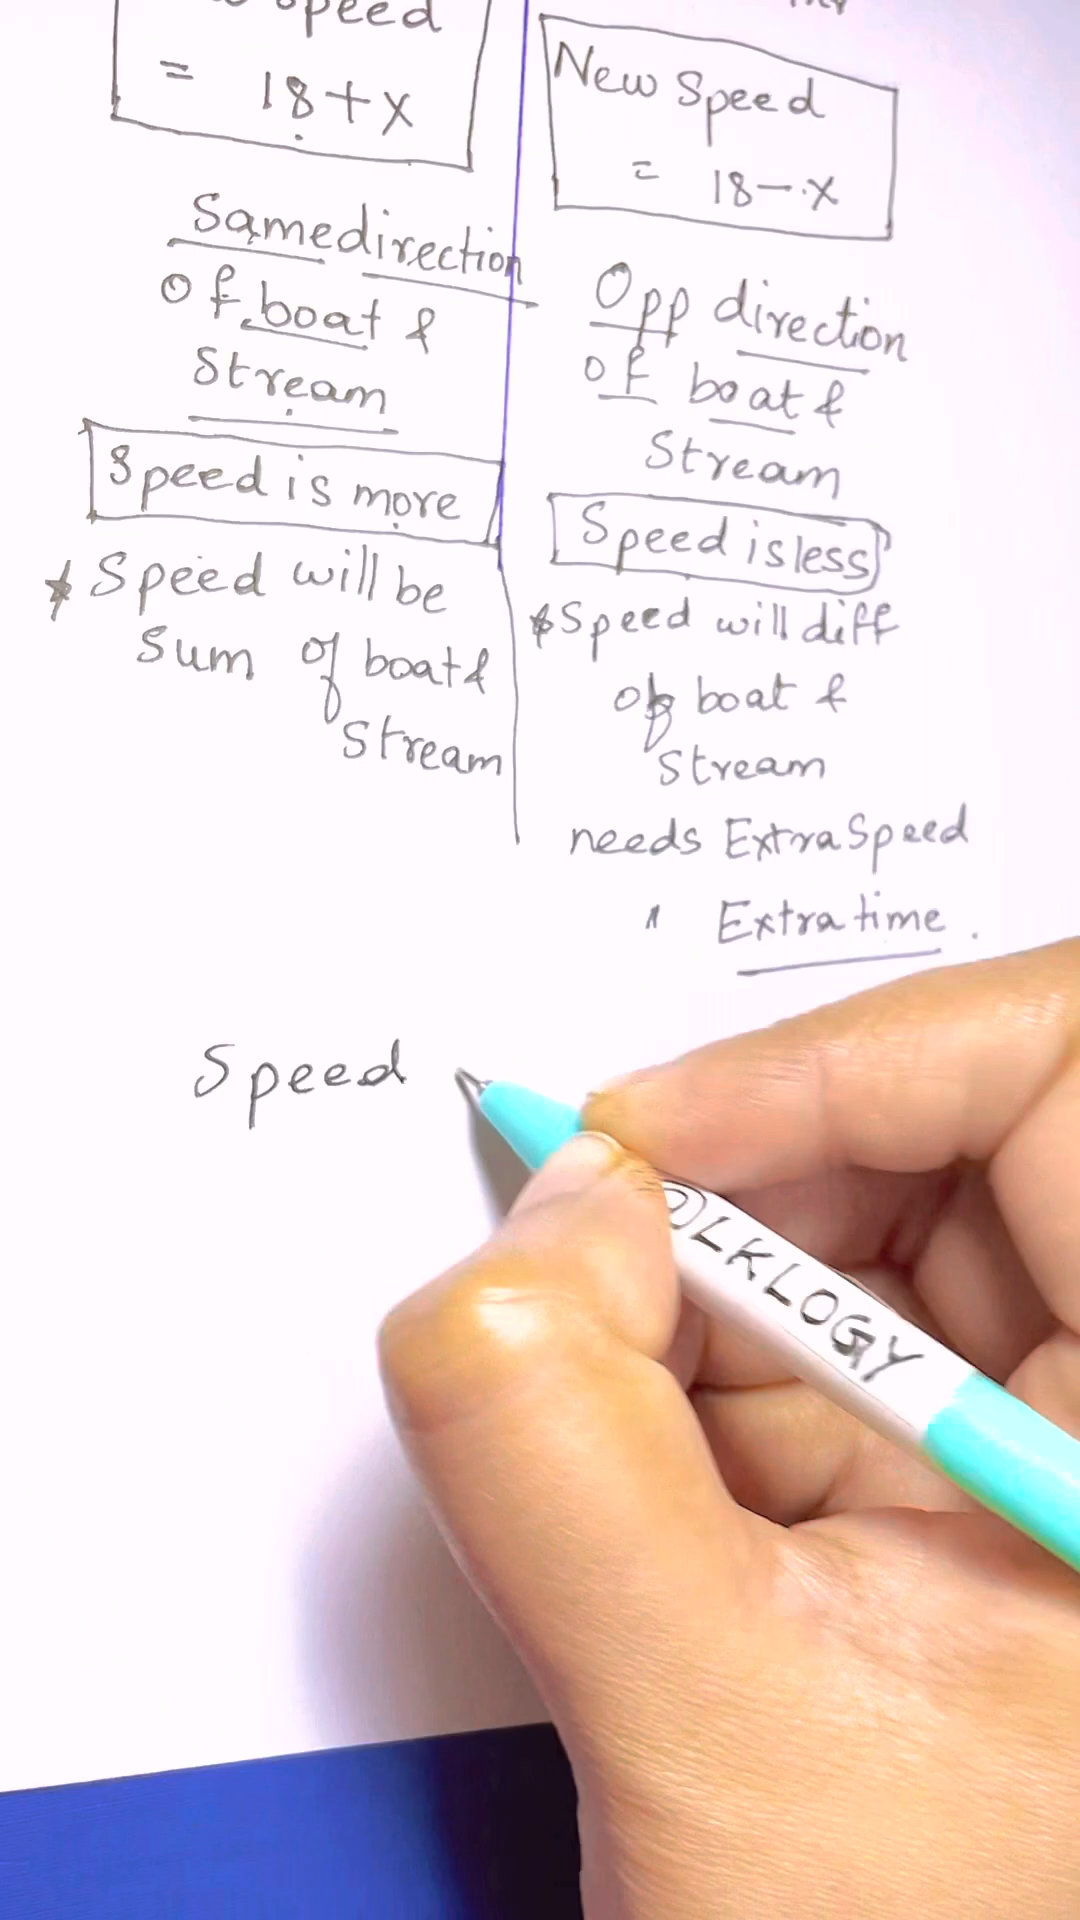 Speed
= 18+x
Same direction
of boat &
Stream
Speed is more
* Speed will be
sum of boat &
Stream
New Speed
= 18-x
Opp direction
of boat &
Stream
Speed is less
* Speed will diff
of boat &
Stream
needs Extra Speed
" Extra time.
Speed
@LKLOGY